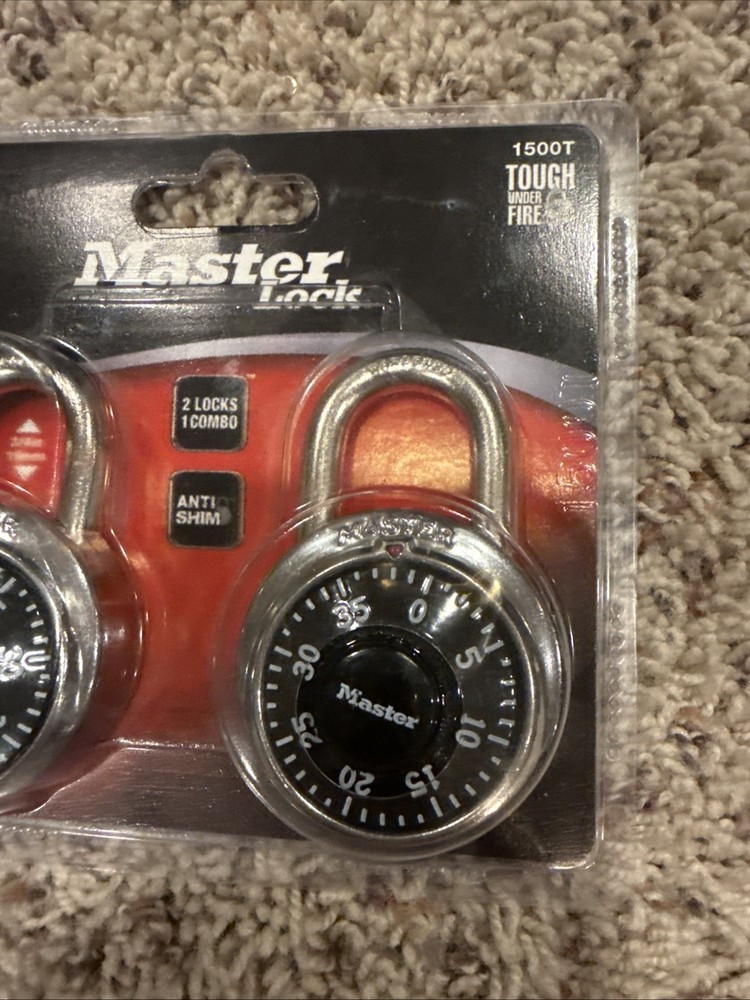 1500T
TOUGH
UNDER
FIRE
Master
Lock
2 LOCKS
1 COMBO
ANTI
SHIM
MASTER
35 0
30 5
Master
25 10
20 15